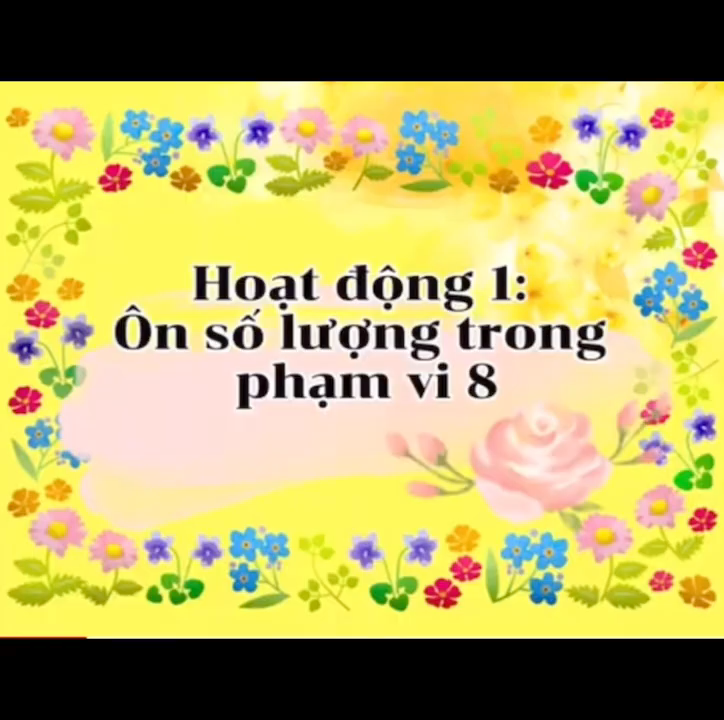 Hoạt động 1:
Ôn số lượng trong
phạm vi 8